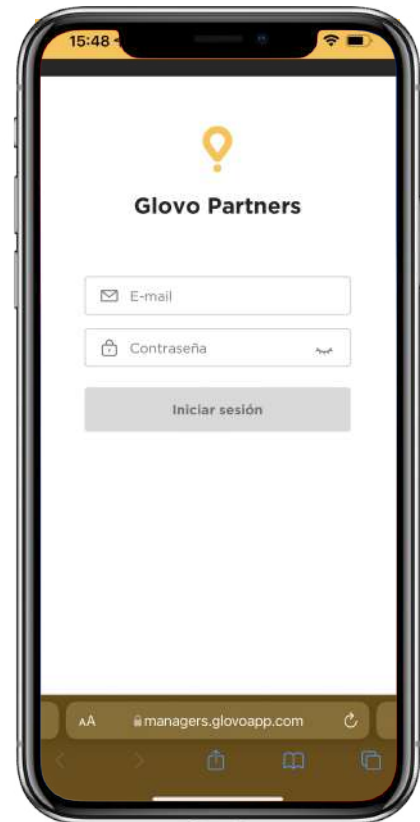 15:48
Glovo Partners
E-mail
Contraseña
Iniciar sesión
AA managers.glovoapp.com